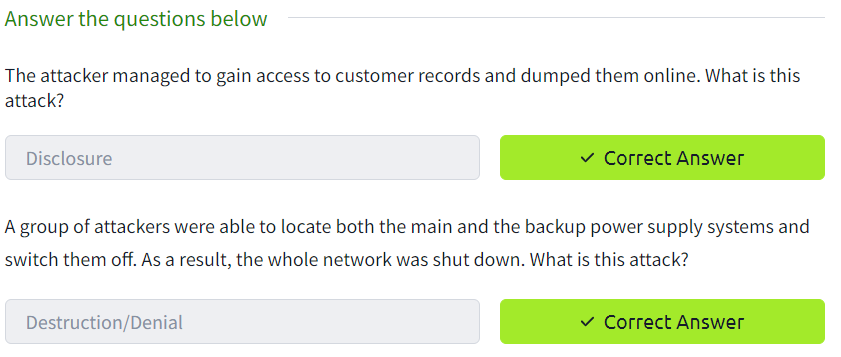 Answer the questions below
The attacker managed to gain access to customer records and dumped them online. What is this
attack?
Disclosure
✓ Correct Answer
A group of attackers were able to locate both the main and the backup power supply systems and
switch them off. As a result, the whole network was shut down. What is this attack?
Destruction/Denial
✓ Correct Answer